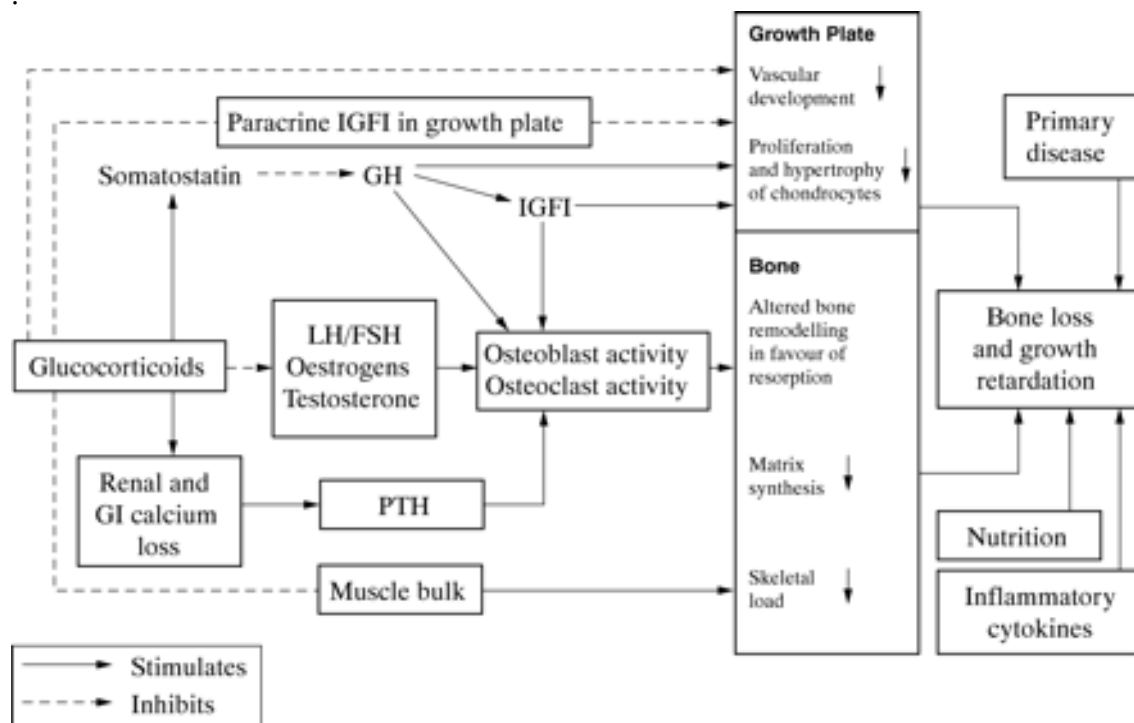 Growth Plate
Vascular
development
Paracrine IGFI in growth plate
Proliferation
and hypertrophy
of chondrocytes
Primary
disease
Somatostatin
GH
IGFI
Bone
Altered bone
remodelling
in favour of
resorption
Bone loss
and growth
retardation
Glucocorticoids
LH/FSH
Oestrogens
Testosterone
Osteoblast activity
Osteoclast activity
Renal and
GI calcium
loss
PTH
Matrix
synthesis
Nutrition
Muscle bulk
Skeletal
load
Inflammatory
cytokines
Stimulates
Inhibits